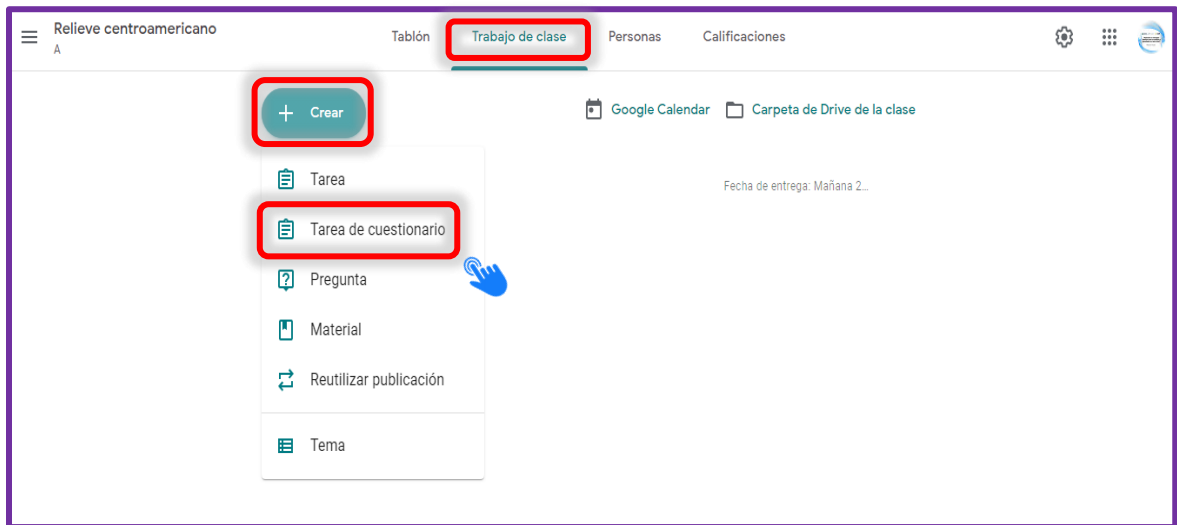 Relieve centroamericano
A
Tablón
Trabajo de clase
Personas
Calificaciones
Crear
Google Calendar
Carpeta de Drive de la clase
Tarea
Fecha de entrega: Mañana 2...
Tarea de cuestionario
Pregunta
Material
Reutilizar publicación
Tema